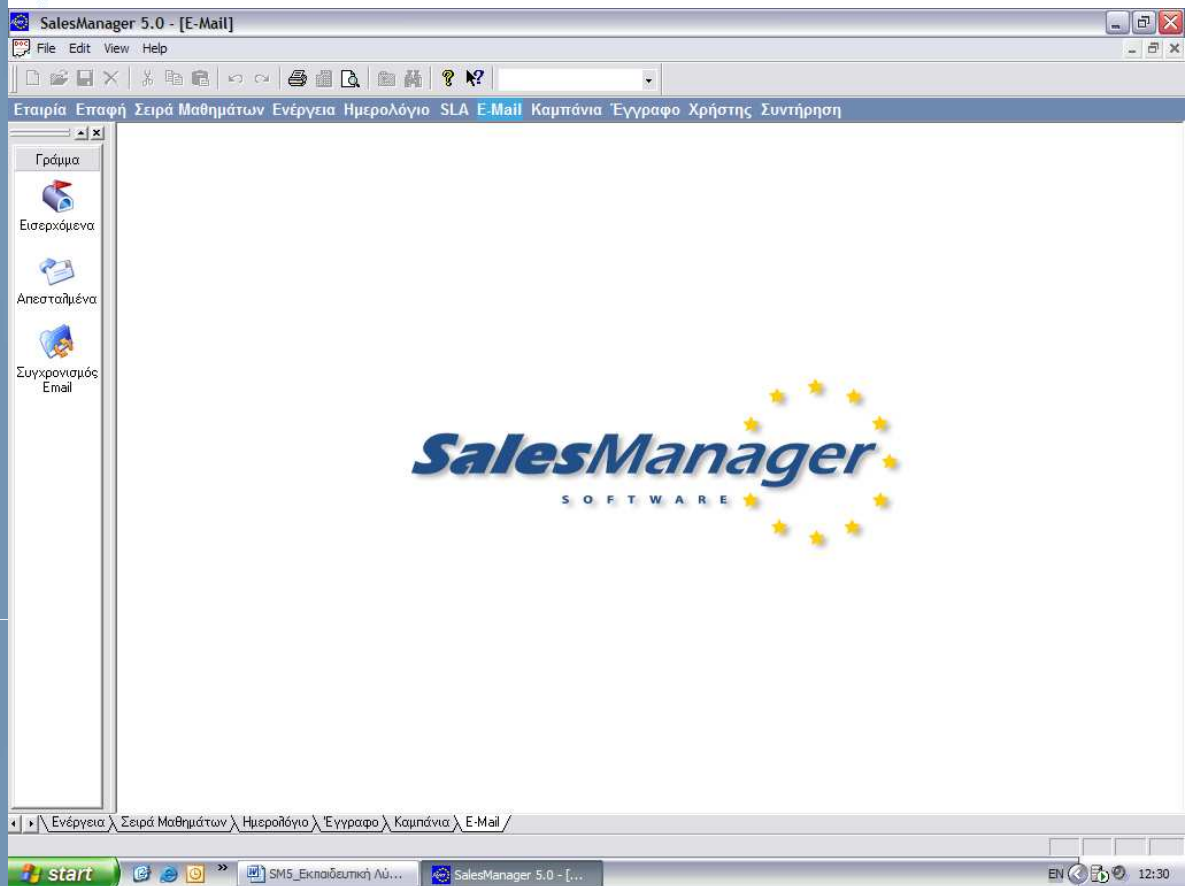 SalesManager 5.0 - [E-Mail]
File Edit View Help
Εταιρία Επαφή Σειρά Μαθημάτων Ενέργεια Ημερολόγιο SLA E-Mail Καμπάνια Έγγραφο Χρήστης Συντήρηση
Γράμμα
Εισερχόμενα
Απεσταλμένα
Συγχρονισμός
Email
SalesManager
SOFTWARE
Ενέργεια Σειρά Μαθημάτων Ημερολόγιο Έγγραφο Καμπάνια E-Mail
start SM5_Εκπαιδευτική Λύ... SalesManager 5.0 - [... EN 12:30